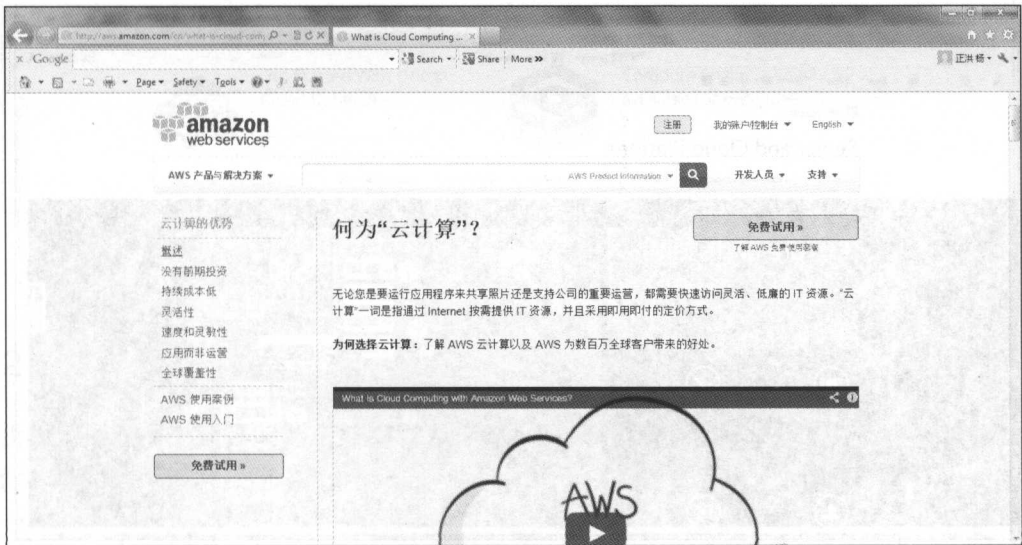 http://aws.amazon.com/cn/what-is-cloud-com
What is Cloud Computing ...
Google
Search
Share
More »
正洪 杨
Page
Safety
Tools
amazon
web services
注册
我的账户/控制台
English
AWS 产品与解决方案
AWS Product Information
开发人员
支持
云计算的优势
概述
没有前期投资
持续成本低
灵活性
速度和灵敏性
应用而非运营
全球覆盖性
AWS 使用案例
AWS 使用入门
免费试用 »
何为“云计算”?
免费试用 »
了解 AWS 免费使用套餐
无论您是要运行应用程序来共享照片还是支持公司的重要运营，都需要快速访问灵活、低廉的 IT 资源。“云
计算”一词是指通过 Internet 按需提供 IT 资源，并且采用即用即付的定价方式。
为何选择云计算：了解 AWS 云计算以及 AWS 为数百万全球客户带来的好处。
What is Cloud Computing with Amazon Web Services?
AWS